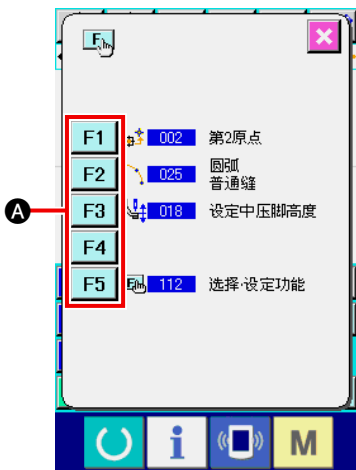 F
F1 002 第2原点
F2 025 圆弧
普通缝
A F3 018 设定中压脚高度
F4
F5 112 选择·设定功能
i M